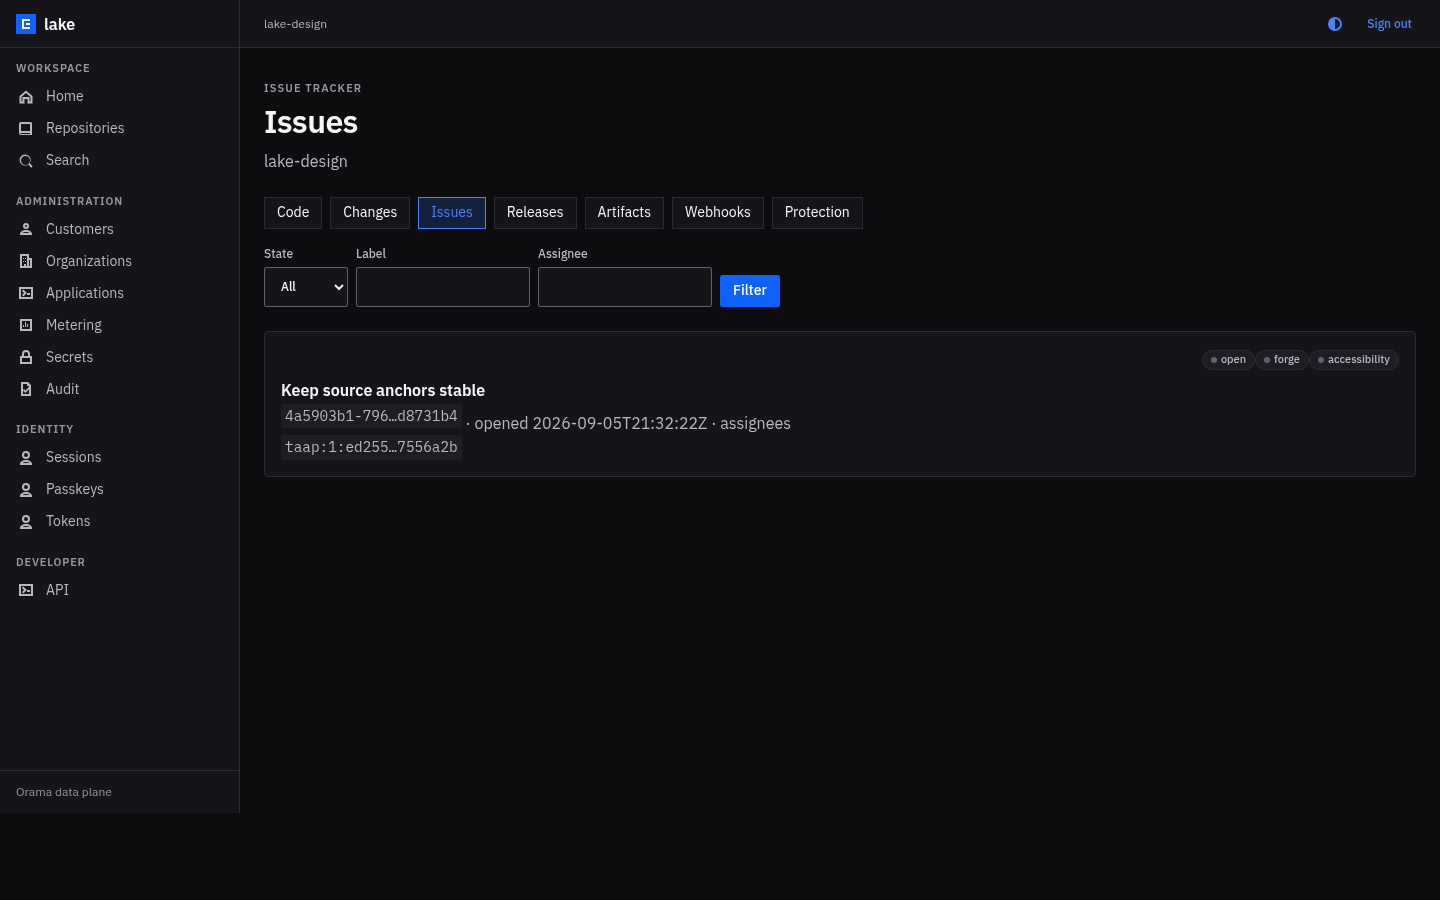 lake
lake-design
Sign out
WORKSPACE
Home
Repositories
Search
ADMINISTRATION
Customers
Organizations
Applications
Metering
Secrets
Audit
IDENTITY
Sessions
Passkeys
Tokens
DEVELOPER
API
Orama data plane
ISSUE TRACKER
Issues
lake-design
Code Changes Issues Releases Artifacts Webhooks Protection
State Label Assignee
All Filter
open forge accessibility
Keep source anchors stable
4a5903b1-796…d8731b4 · opened 2026-09-05T21:32:22Z · assignees
taap:1:ed255…7556a2b